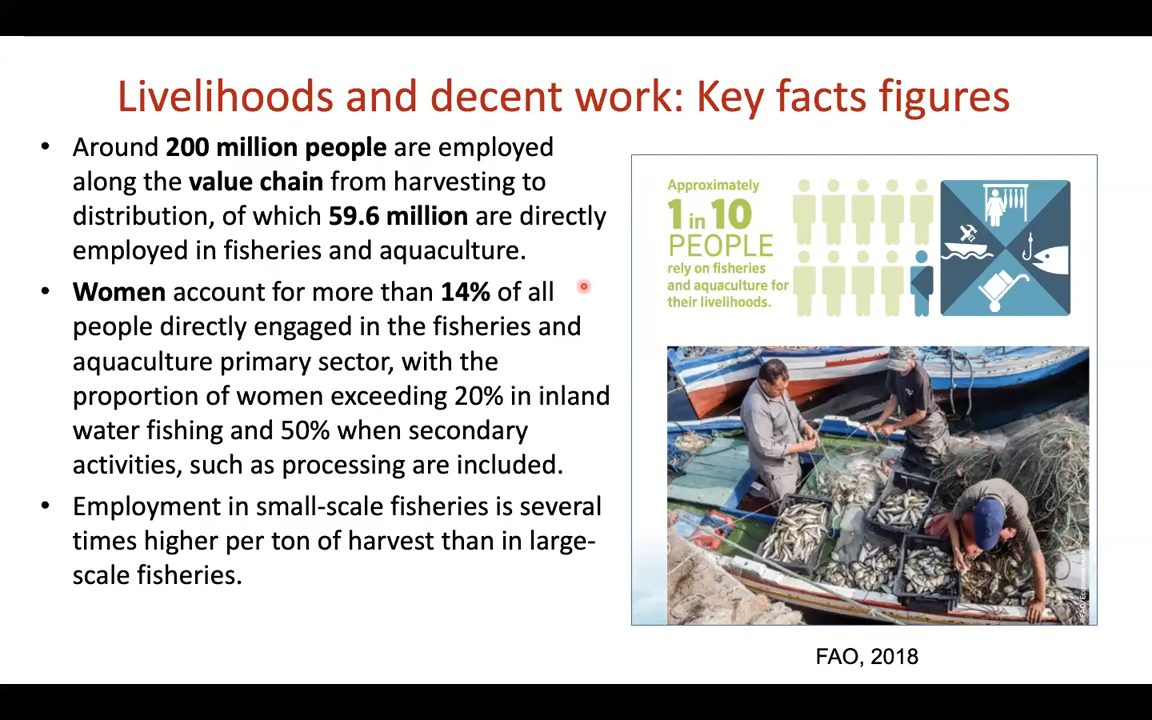 Livelihoods and decent work: Key facts figures
• Around 200 million people are employed
along the value chain from harvesting to
distribution, of which 59.6 million are directly
employed in fisheries and aquaculture.
• Women account for more than 14% of all
people directly engaged in the fisheries and
aquaculture primary sector, with the
proportion of women exceeding 20% in inland
water fishing and 50% when secondary
activities, such as processing are included.
• Employment in small-scale fisheries is several
times higher per ton of harvest than in large-
scale fisheries.
Approximately
1 in 10
PEOPLE
rely on fisheries
and aquaculture for
their livelihoods.
FAO, 2018